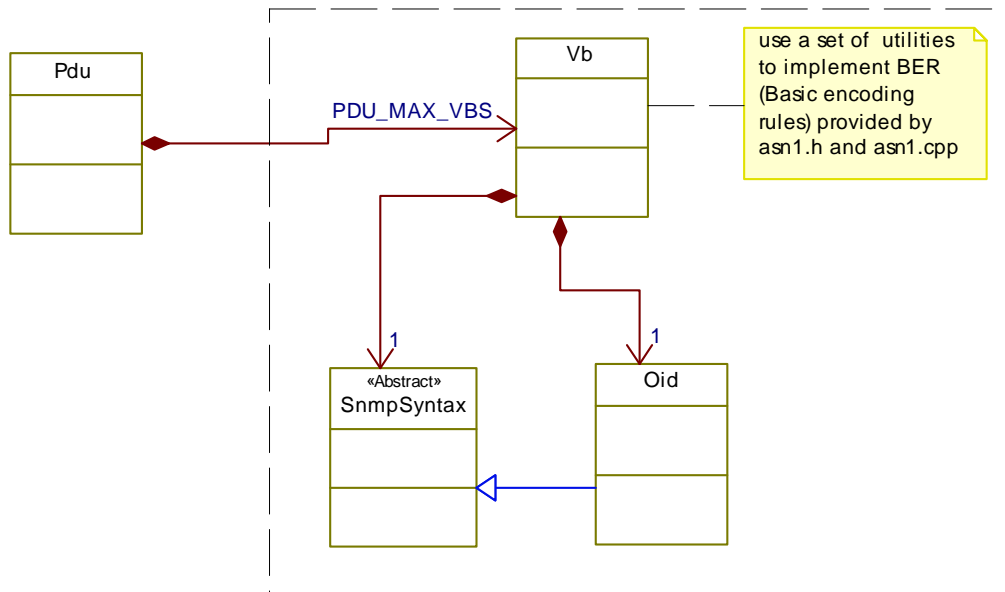 Pdu
Vb
use a set of utilities
to implement BER
(Basic encoding
rules) provided by
asn1.h and asn1.cpp
PDU_MAX_VBS
1
1
«Abstract»
SnmpSyntax
Oid